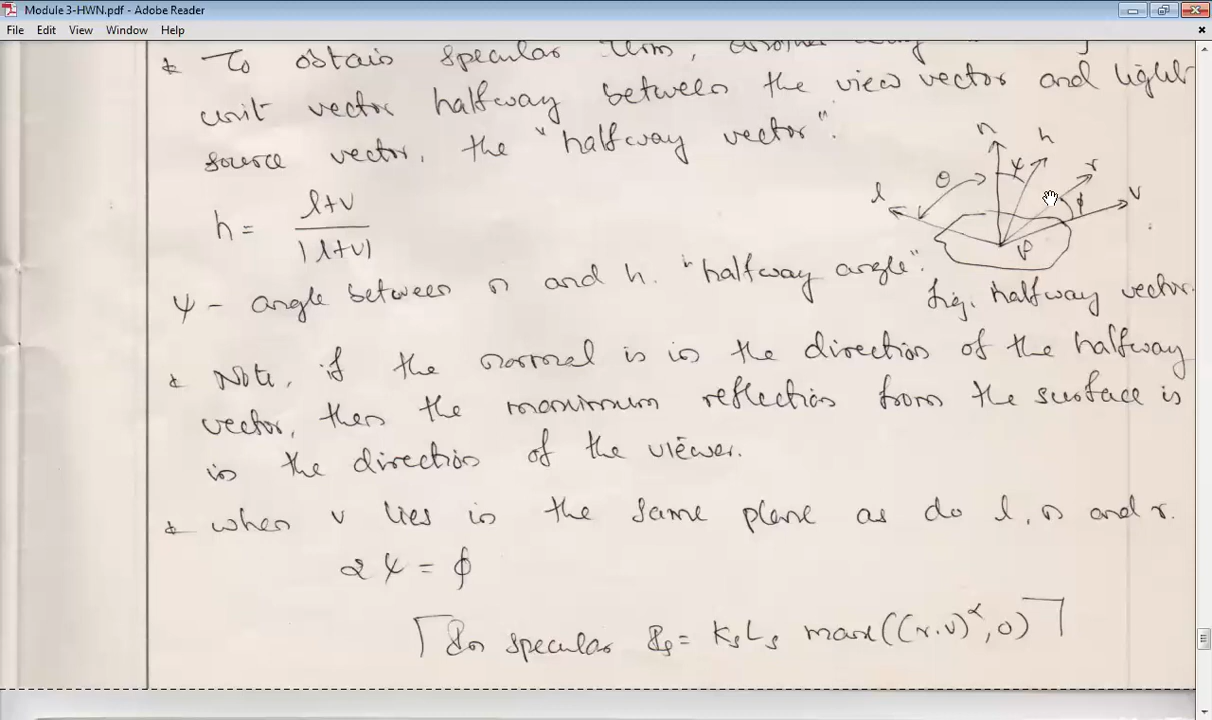 Module 3-HWN.pdf - Adobe Reader
File Edit View Window Help
* To obtain specular term,
unit vector halfway between the view vector and light
source vector, the "halfway vector".
n h
θ ψ r
l φ v
h = l+v / |l+v|
p
ψ - angle between n and h. "halfway angle".
fig. halfway vector.
* Note, if the normal is in the direction of the halfway
vector, then the maximum reflection from the surface is
in the direction of the viewer.
* when v lies in the same plane as do l, n and r.
2ψ = φ
[In specular Is = Ks Ls max((r.v)^α, 0)]